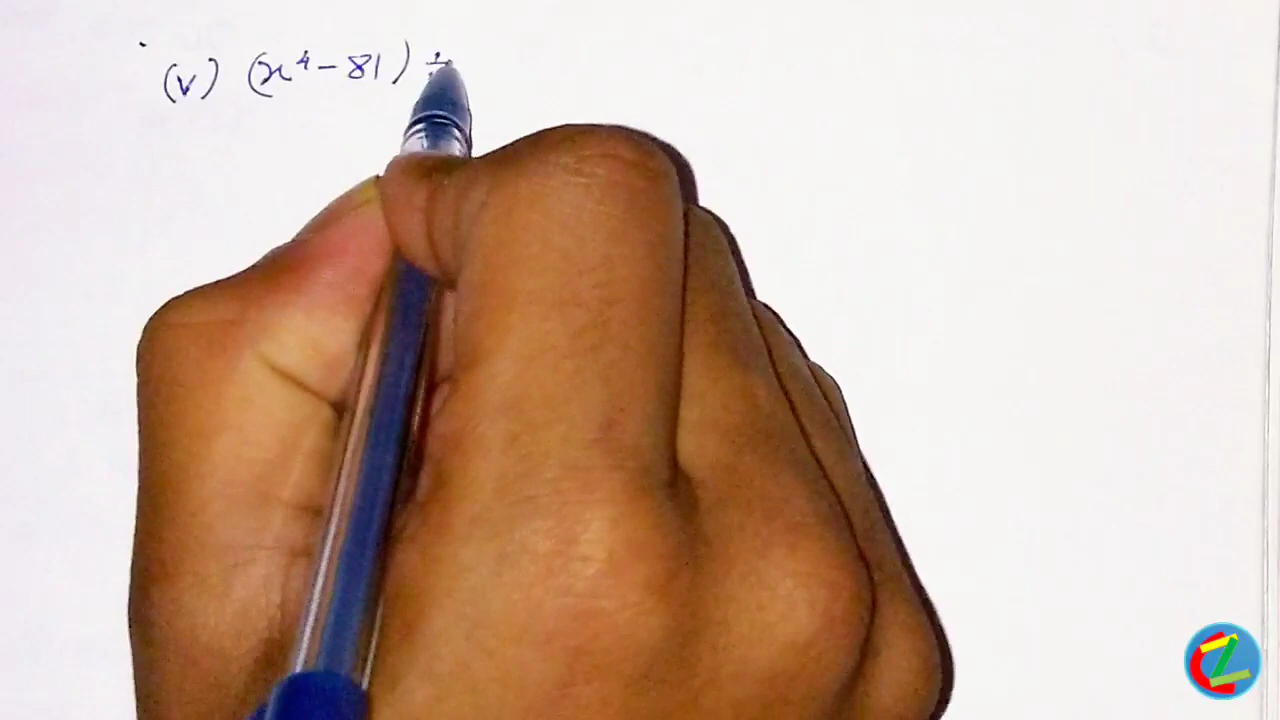 (v) (x⁴ - 81) ÷